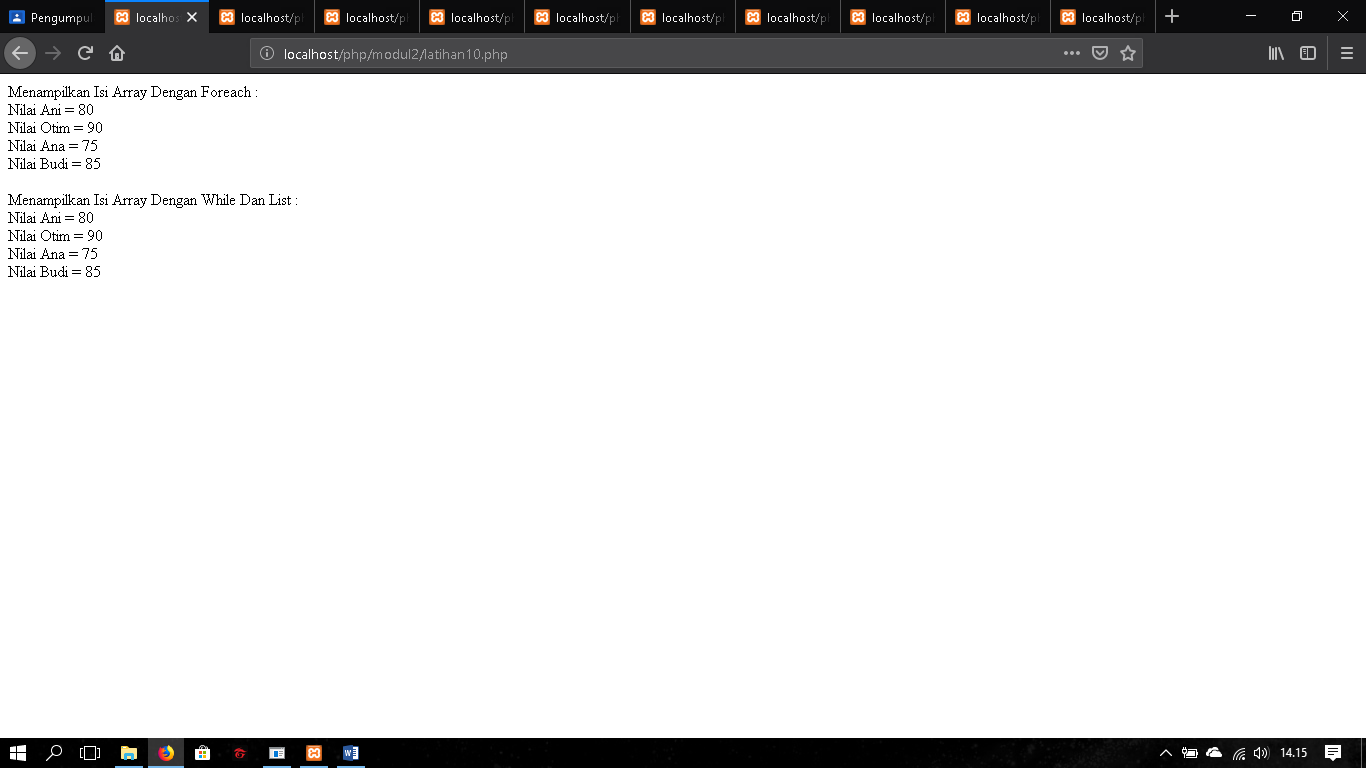 Pengumpul
localhos
localhost/p
localhost/pl
localhost/pl
localhost/pl
localhost/pl
localhost/pl
localhost/pl
localhost/pl
localhost/pl
localhost/php/modul2/latihan10.php
Menampilkan Isi Array Dengan Foreach :
Nilai Ani = 80
Nilai Otim = 90
Nilai Ana = 75
Nilai Budi = 85
Menampilkan Isi Array Dengan While Dan List :
Nilai Ani = 80
Nilai Otim = 90
Nilai Ana = 75
Nilai Budi = 85
14.15